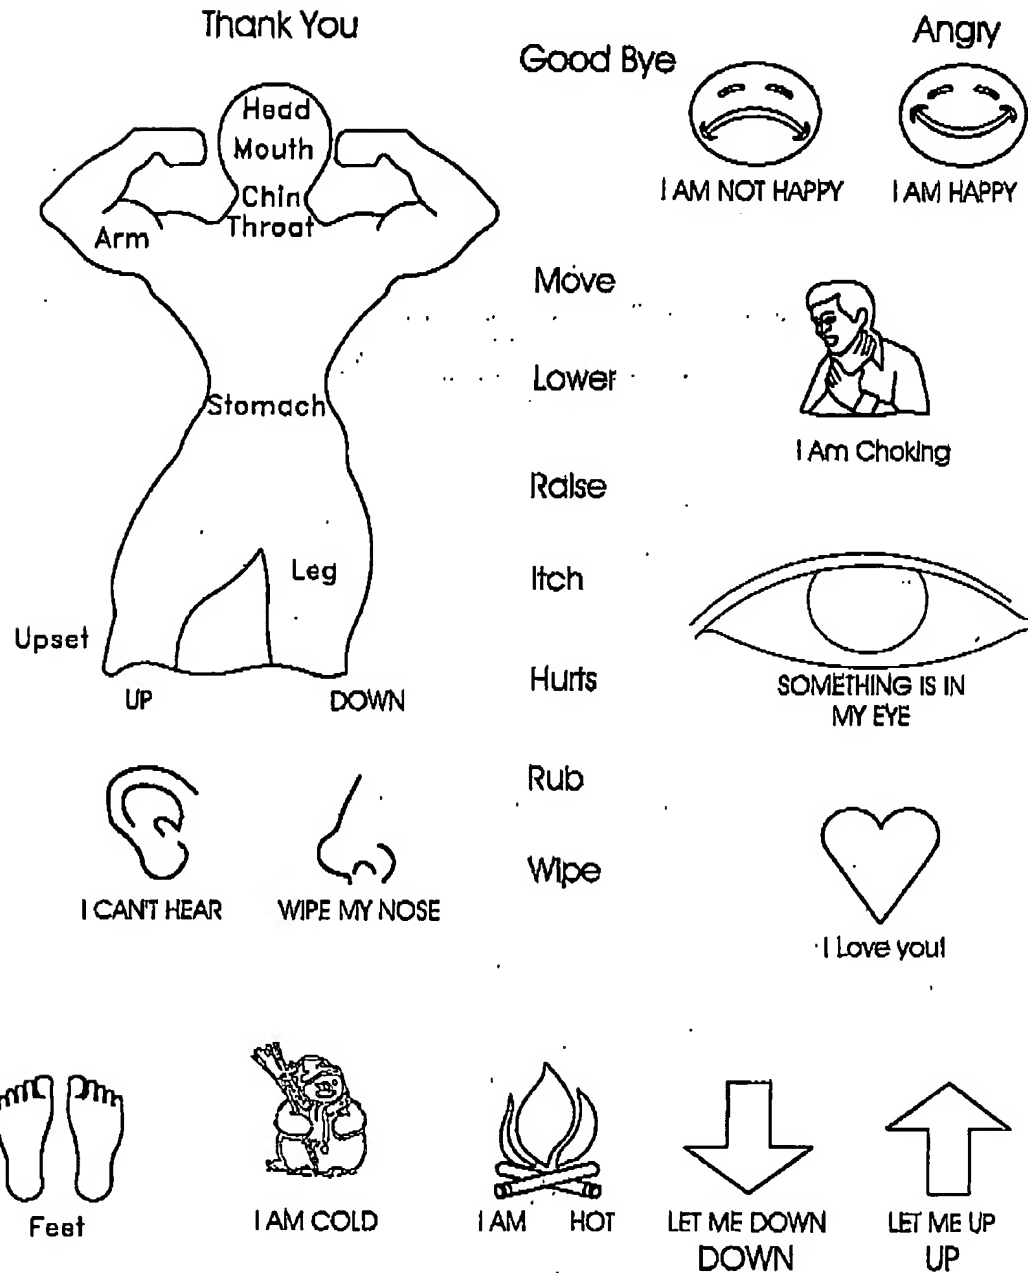 Thank You
Good Bye
Angry
Head
Mouth
Chin
Throat
Arm
I AM NOT HAPPY
I AM HAPPY
Move
Lower
Stomach
I Am Choking
Raise
Itch
Leg
Upset
UP
DOWN
Hurts
SOMETHING IS IN
MY EYE
Rub
Wipe
I CAN'T HEAR
WIPE MY NOSE
I Love you!
Feet
I AM COLD
I AM HOT
LET ME DOWN
DOWN
LET ME UP
UP